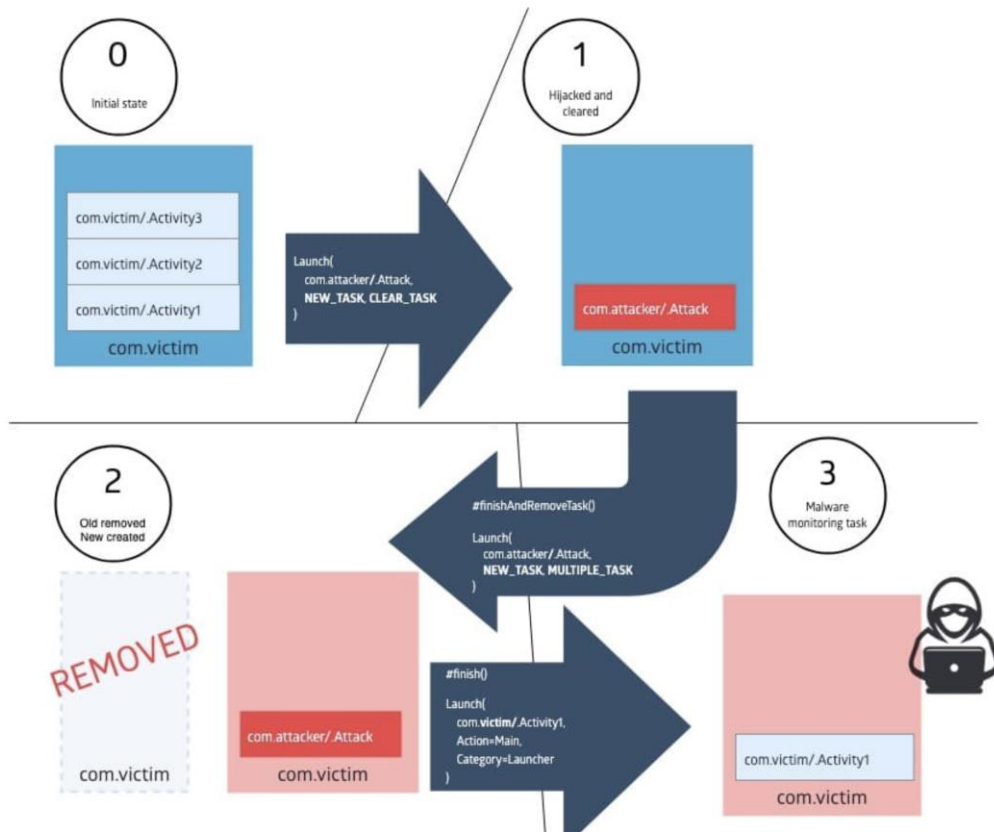 0
Initial state
com.victim/.Activity3
com.victim/.Activity2
com.victim/.Activity1
com.victim
Launch(
com.attacker/.Attack,
NEW_TASK, CLEAR_TASK
)
1
Hijacked and
cleared
com.attacker/.Attack
com.victim
#finishAndRemoveTask()
Launch(
com.attacker/.Attack,
NEW_TASK, MULTIPLE_TASK
)
2
Old removed
New created
REMOVED
com.victim
com.attacker/.Attack
com.victim
#finish()
Launch(
com.victim/.Activity1,
Action=Main,
Category=Launcher
)
3
Malware
monitoring task
com.victim/.Activity1
com.victim